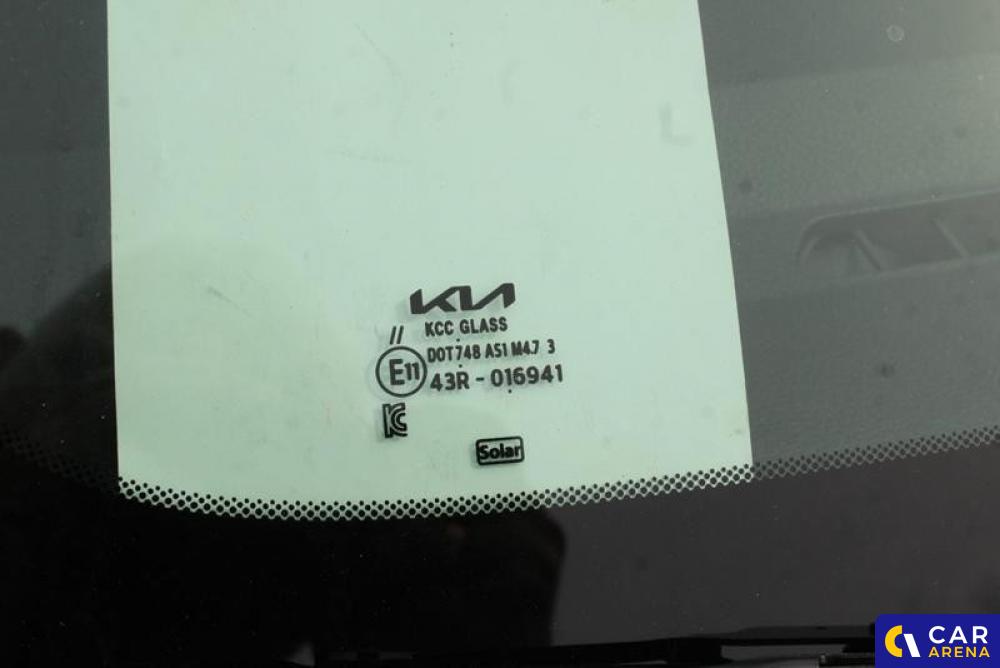 KIA
KCC GLASS
//
DOT748 AS1 M47 3
E11
43R - 016941
KC
Solar
CAR
ARENA